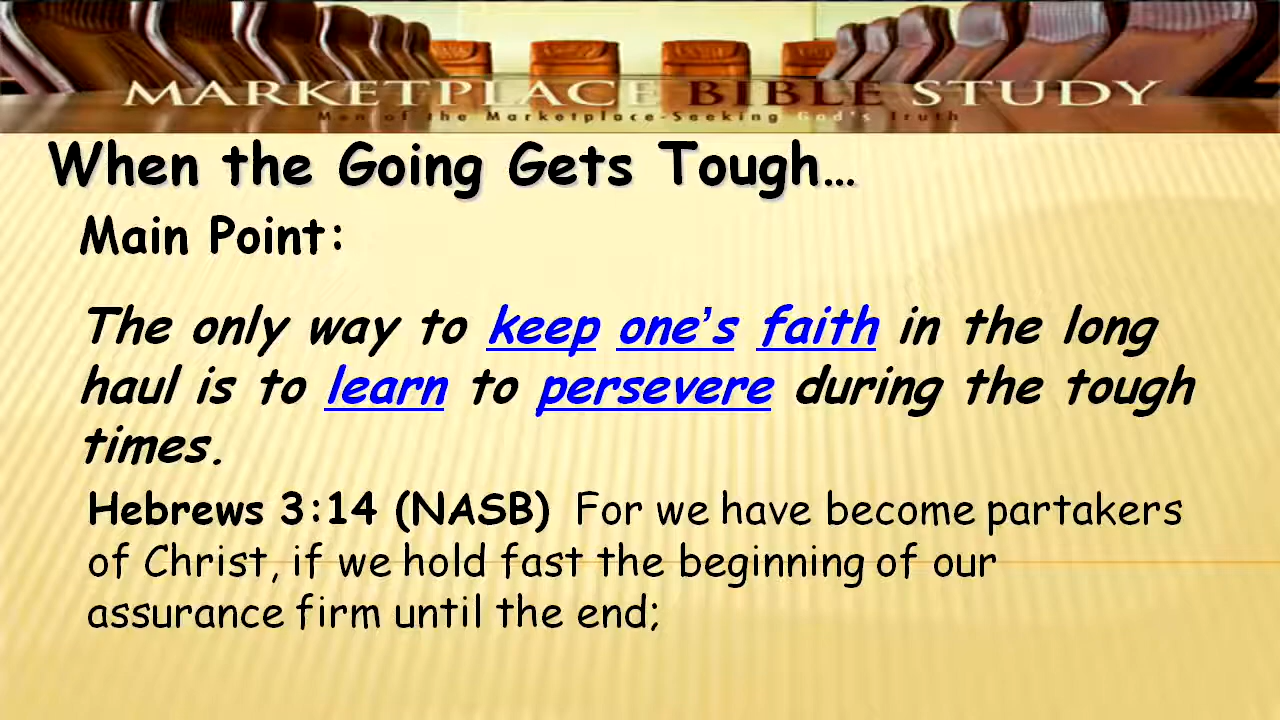 MARKETPLACE BIBLE STUDY
Men of the Marketplace-Seeking God's Truth
When the Going Gets Tough…
Main Point:
The only way to keep one’s faith in the long
haul is to learn to persevere during the tough
times.
Hebrews 3:14 (NASB) For we have become partakers
of Christ, if we hold fast the beginning of our
assurance firm until the end;